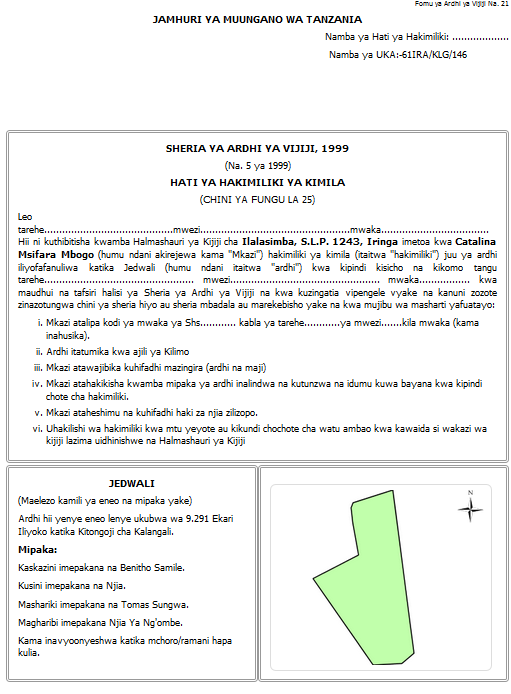 Fomu ya Ardhi ya Vijiji Na. 21
JAMHURI YA MUUNGANO WA TANZANIA
Namba ya Hati ya Hakimiliki: ...................
Namba ya UKA:-61IRA/KLG/146
SHERIA YA ARDHI YA VIJIJI, 1999
(Na. 5 ya 1999)
HATI YA HAKIMILIKI YA KIMILA
(CHINI YA FUNGU LA 25)
Leo
tarehe...........................................mwezi..................................................mwaka....................................
Hii ni kuthibitisha kwamba Halmashauri ya Kijiji cha Ilalasimba, S.L.P. 1243, Iringa imetoa kwa Catalina
Msifara Mbogo (humu ndani akirejewa kama "Mkazi") hakimiliki ya kimila (itaitwa "hakimiliki") juu ya ardhi
iliyofafanuliwa katika Jedwali (humu ndani itaitwa "ardhi") kwa kipindi kisicho na kikomo tangu
tarehe.................................................. mwezi.................................................. mwaka................. kwa
maudhui na tafsiri halisi ya Sheria ya Ardhi ya Vijiji na kwa kuzingatia vipengele vyake na kanuni zozote
zinazotungwa chini ya sheria hiyo au sheria mbadala au marekebisho yake na kwa mujibu wa masharti yafuatayo:
i. Mkazi atalipa kodi ya mwaka ya Shs............ kabla ya tarehe............ya mwezi.......kila mwaka (kama
inahusika).
ii. Ardhi itatumika kwa ajili ya Kilimo
iii. Mkazi atawajibika kuhifadhi mazingira (ardhi na maji)
iv. Mkazi atahakikisha kwamba mipaka ya ardhi inalindwa na kutunzwa na idumu kuwa bayana kwa kipindi
chote cha hakimiliki.
v. Mkazi ataheshimu na kuhifadhi haki za njia zilizopo.
vi. Uhakilishi wa hakimiliki kwa mtu yeyote au kikundi chochote cha watu ambao kwa kawaida si wakazi wa
kijiji lazima uidhinishwe na Halmashauri ya Kijiji
JEDWALI
(Maelezo kamili ya eneo na mipaka yake)
Ardhi hii yenye eneo lenye ukubwa wa 9.291 Ekari
Iliyoko katika Kitongoji cha Kalangali.
Mipaka:
Kaskazini imepakana na Benitho Samile.
Kusini imepakana na Njia.
Mashariki imepakana na Tomas Sungwa.
Magharibi imepakana Njia Ya Ng'ombe.
Kama inavyoonyeshwa katika mchoro/ramani hapa
kulia.
N